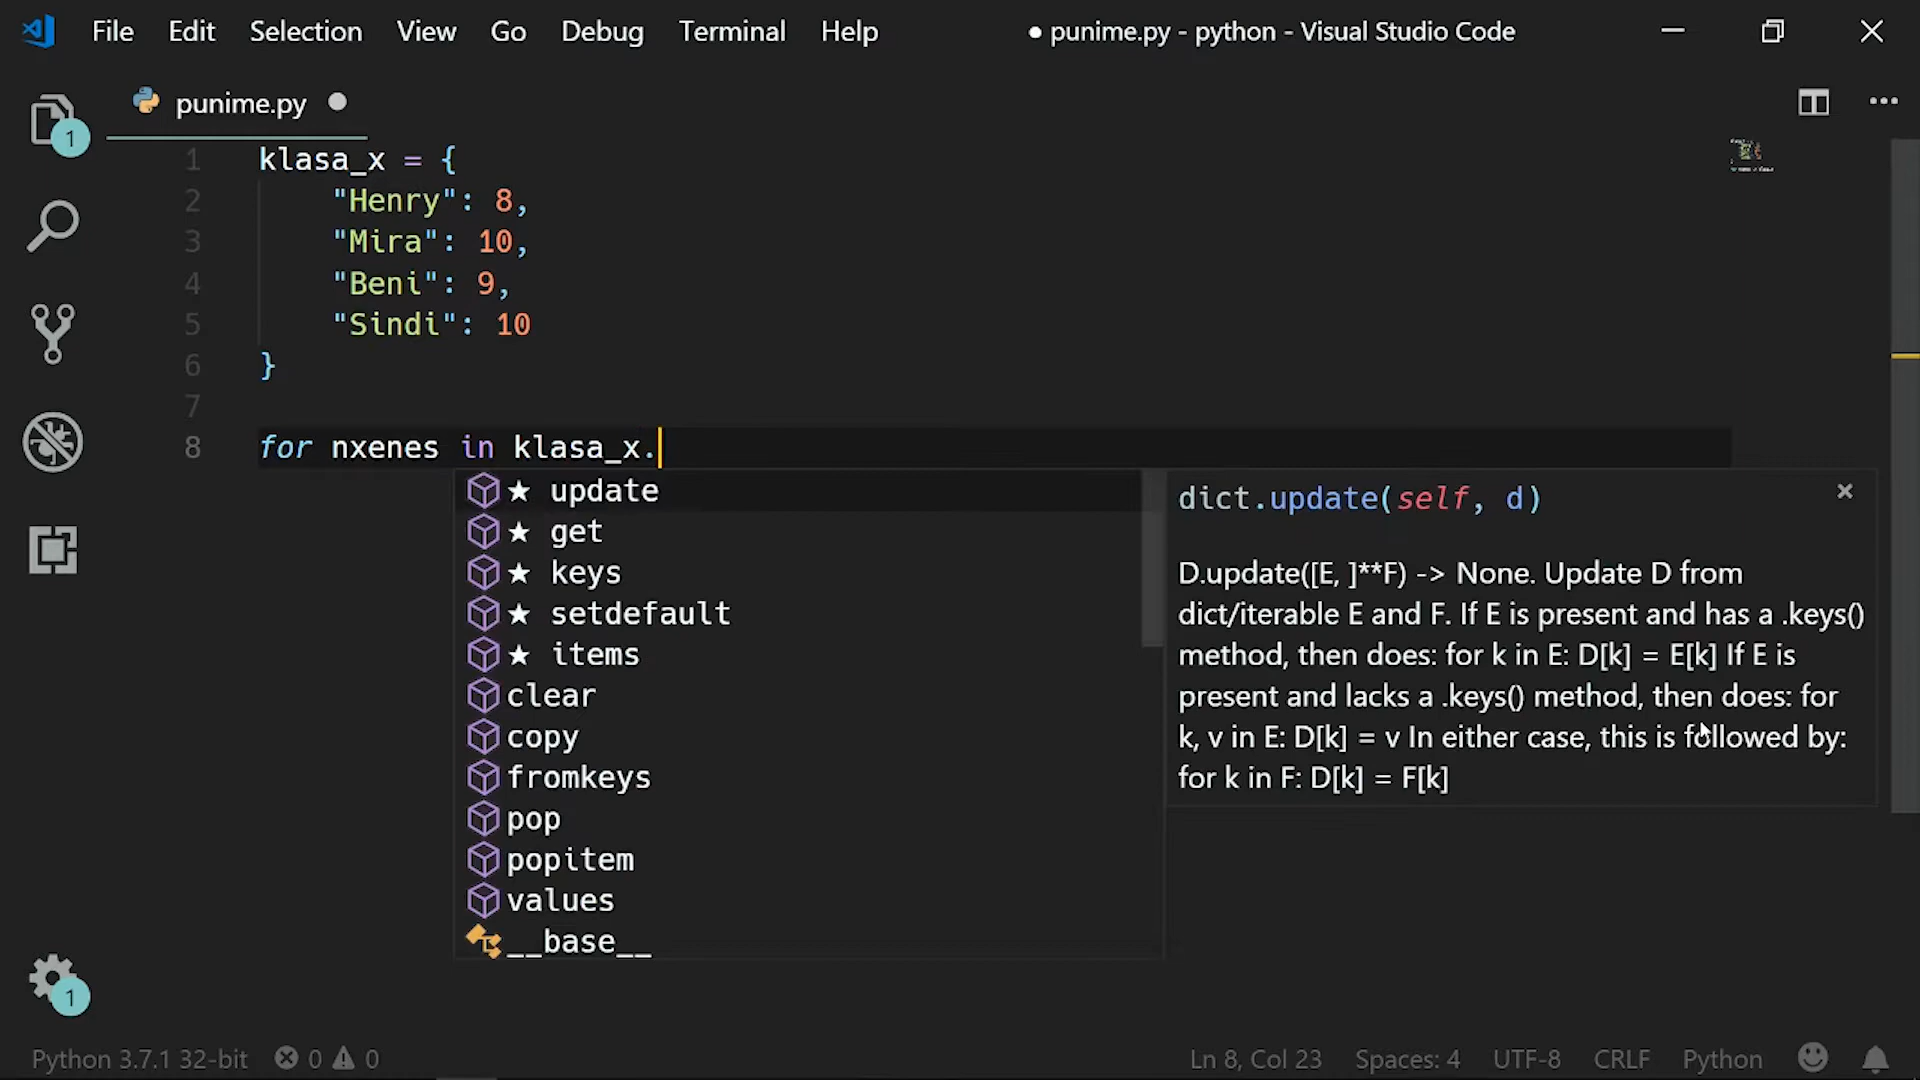 File Edit Selection View Go Debug Terminal Help ● punime.py - python - Visual Studio Code
punime.py
1
1 klasa_x = {
2 "Henry": 8,
3 "Mira": 10,
4 "Beni": 9,
5 "Sindi": 10
6 }
7
8 for nxenes in klasa_x.
★ update
★ get
★ keys
★ setdefault
★ items
clear
copy
fromkeys
pop
popitem
values
__base__
dict.update(self, d)
D.update([E, ]**F) -> None. Update D from
dict/iterable E and F. If E is present and has a .keys()
method, then does: for k in E: D[k] = E[k] If E is
present and lacks a .keys() method, then does: for
k, v in E: D[k] = v In either case, this is followed by:
for k in F: D[k] = F[k]
1
Python 3.7.1 32-bit 0 0 Ln 8, Col 23 Spaces: 4 UTF-8 CRLF Python